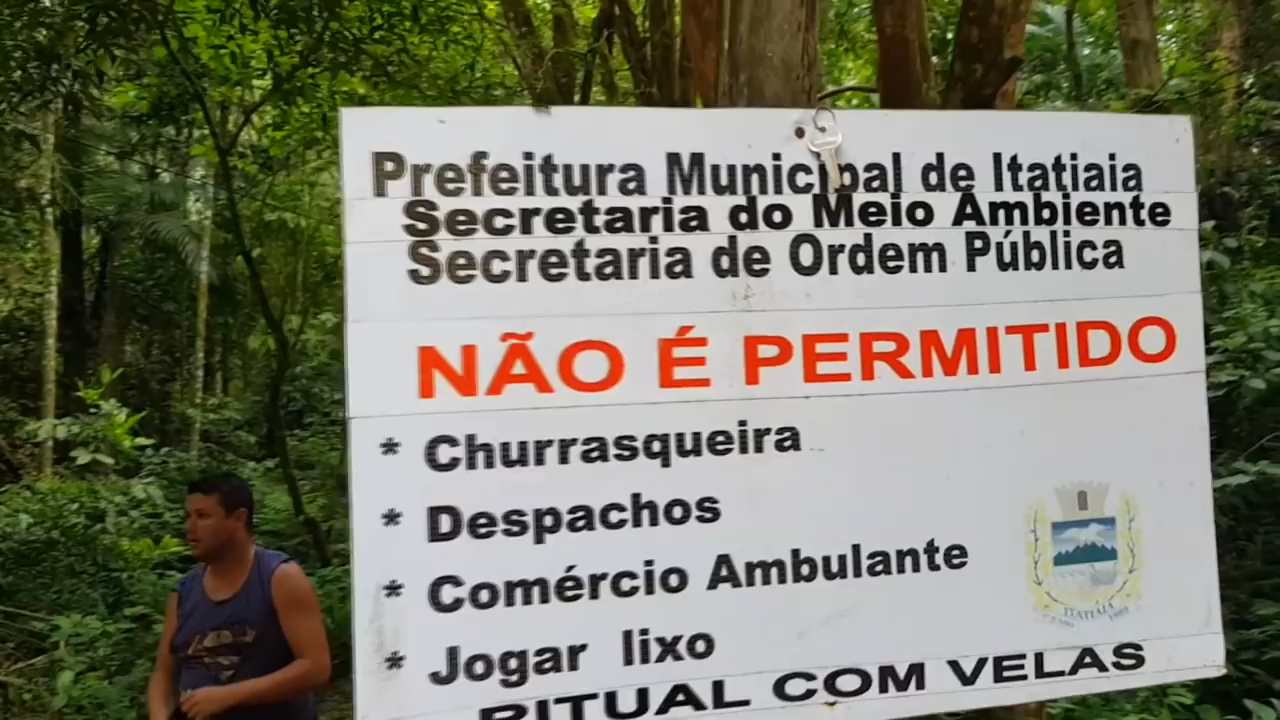 Prefeitura Municipal de Itatiaia
Secretaria do Meio Ambiente
Secretaria de Ordem Pública
NÃO É PERMITIDO
* Churrasqueira
* Despachos
* Comércio Ambulante
* Jogar lixo
ITATIAIA
RITUAL COM VELAS